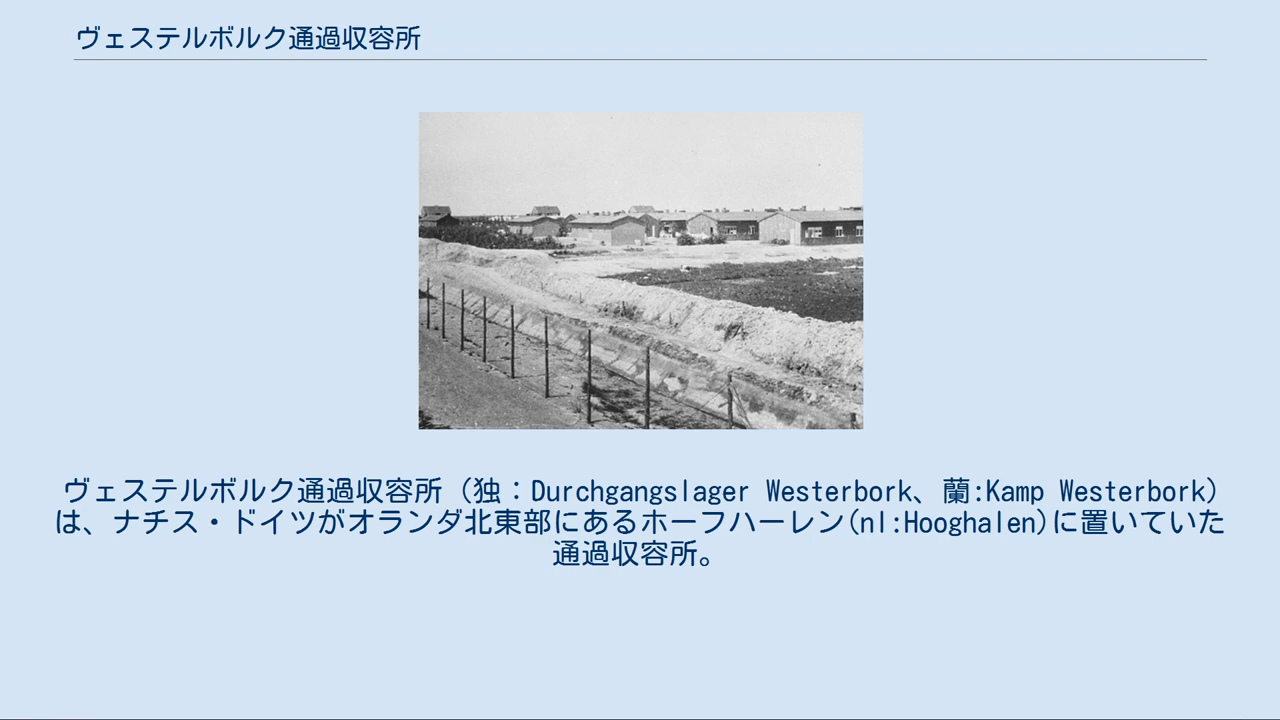 ヴェステルボルク通過収容所
ヴェステルボルク通過収容所（独：Durchgangslager Westerbork、蘭:Kamp Westerbork）
は、ナチス・ドイツがオランダ北東部にあるホーフハーレン(nl:Hooghalen)に置いていた
通過収容所。